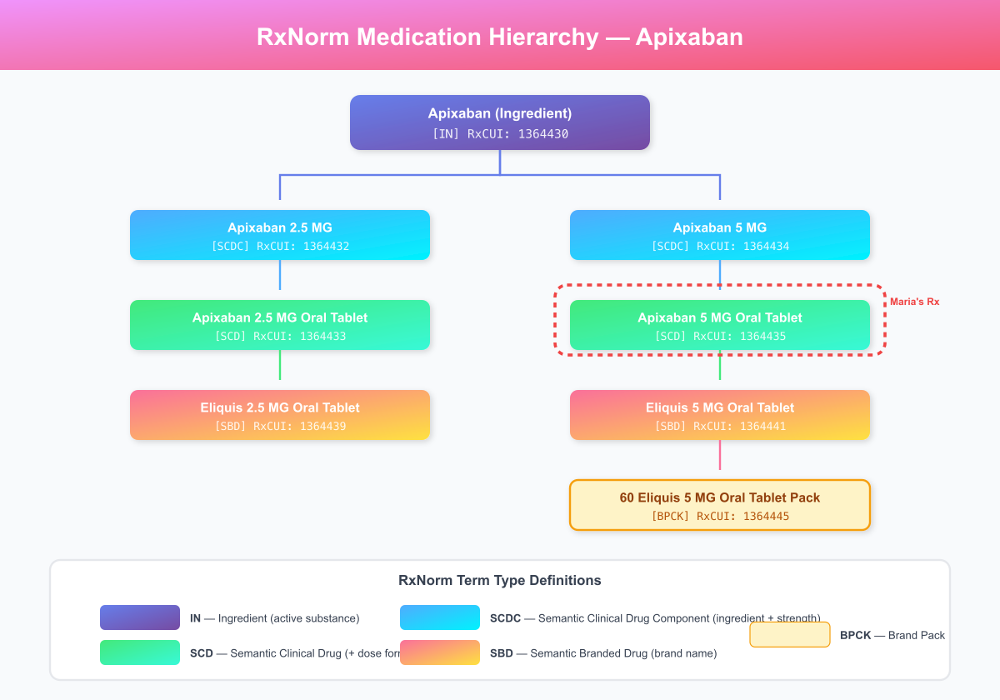 RxNorm Medication Hierarchy — Apixaban
Apixaban (Ingredient)
[IN] RxCUI: 1364430
Apixaban 2.5 MG
[SCDC] RxCUI: 1364432
Apixaban 5 MG
[SCDC] RxCUI: 1364434
Maria's Rx
Apixaban 2.5 MG Oral Tablet
[SCD] RxCUI: 1364433
Apixaban 5 MG Oral Tablet
[SCD] RxCUI: 1364435
Eliquis 2.5 MG Oral Tablet
[SBD] RxCUI: 1364439
Eliquis 5 MG Oral Tablet
[SBD] RxCUI: 1364441
60 Eliquis 5 MG Oral Tablet Pack
[BPCK] RxCUI: 1364445
RxNorm Term Type Definitions
IN — Ingredient (active substance)
SCDC — Semantic Clinical Drug Component (ingredient + strength)
BPCK — Brand Pack
SCD — Semantic Clinical Drug (+ dose
SBD — Semantic Branded Drug (brand name)